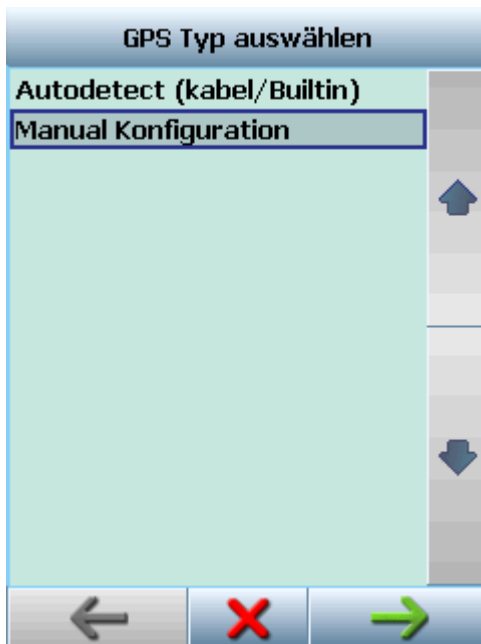 GPS Typ auswählen
Autodetect (kabel/Builtin)
Manual Konfiguration